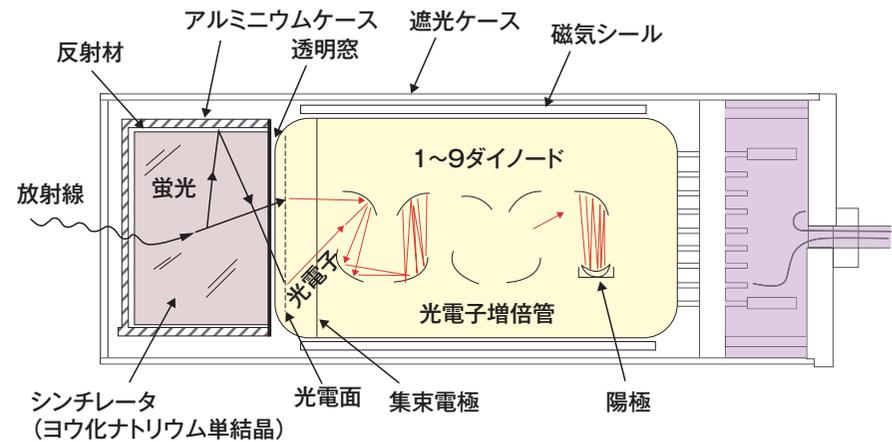 アルミニウムケース
遮光ケース
磁気シール
反射材
透明窓
1〜9ダイノード
放射線
蛍光
光電子
光電子増倍管
シンチレータ
（ヨウ化ナトリウム単結晶）
光電面
集束電極
陽極